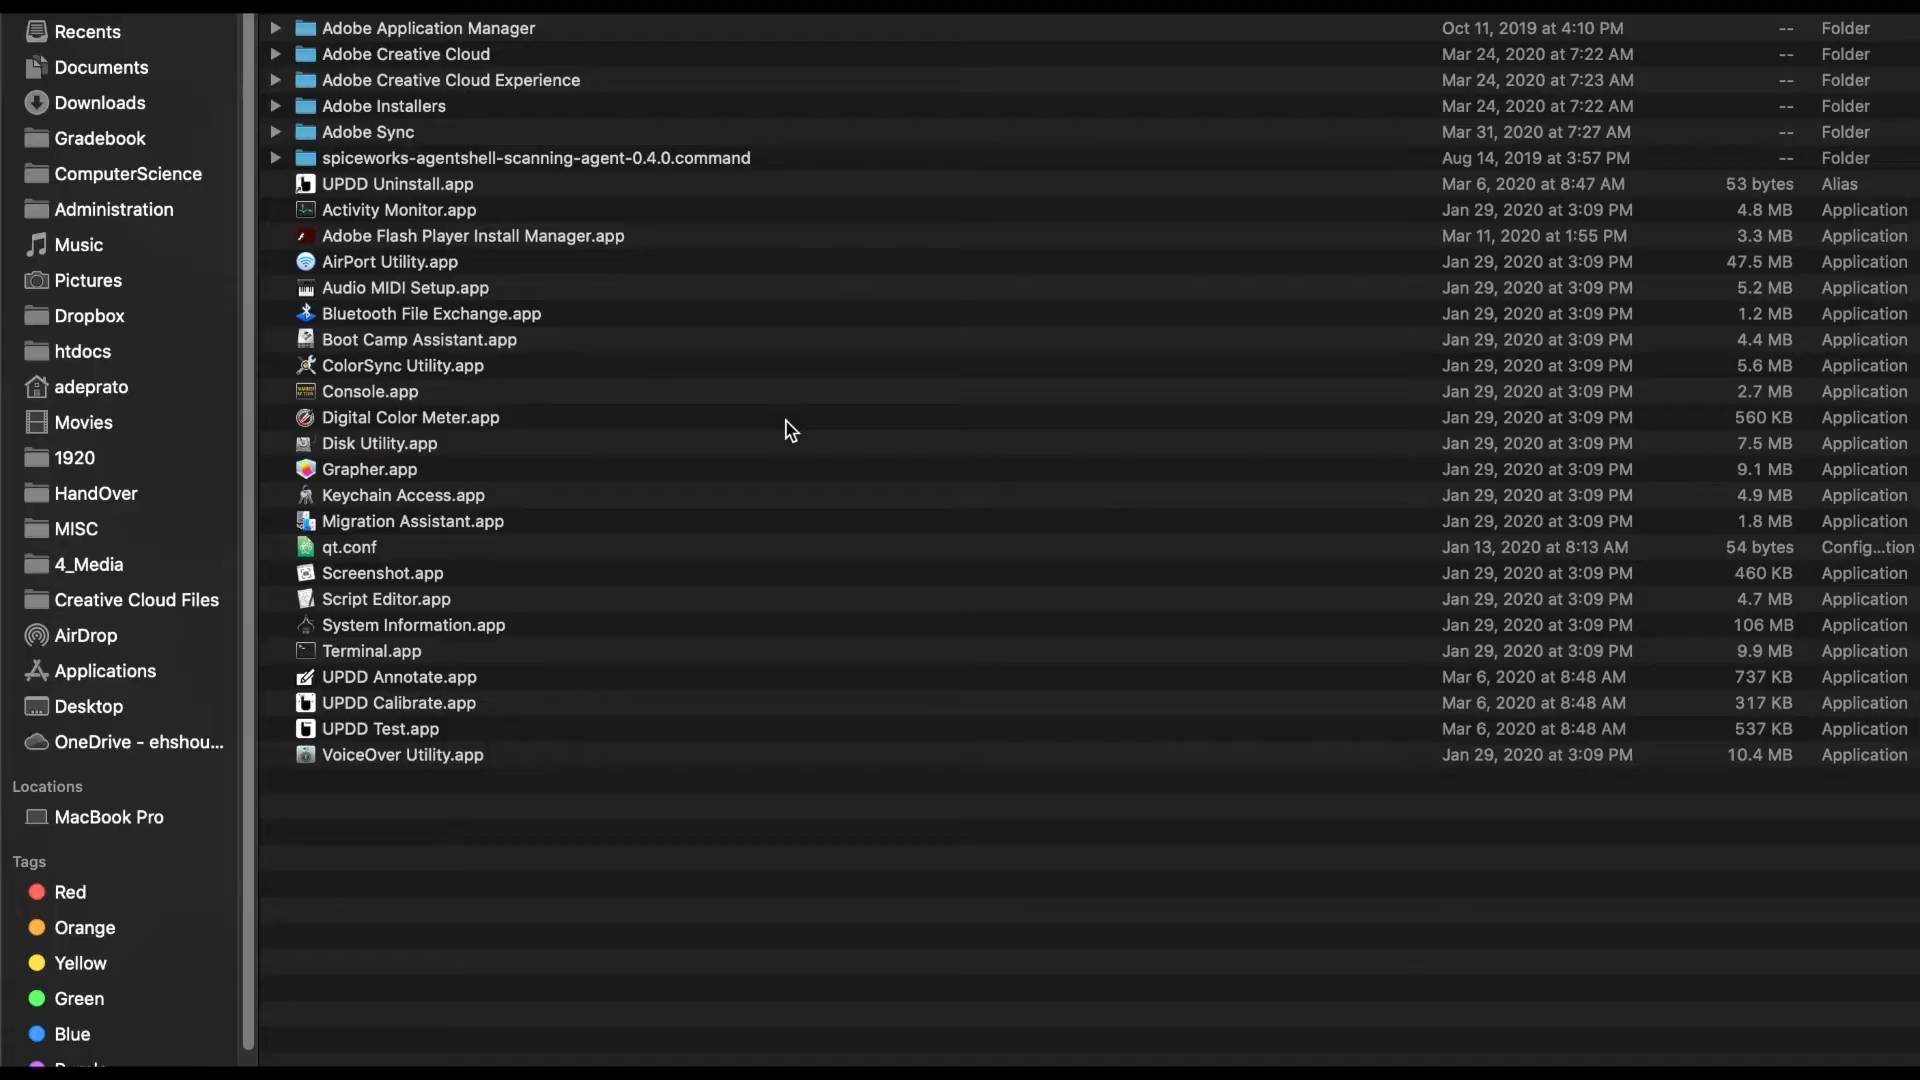 Recents
Documents
Downloads
Gradebook
ComputerScience
Administration
Music
Pictures
Dropbox
htdocs
adeprato
Movies
1920
HandOver
MISC
4_Media
Creative Cloud Files
AirDrop
Applications
Desktop
OneDrive - ehshou...
Locations
MacBook Pro
Tags
Red
Orange
Yellow
Green
Blue
Adobe Application Manager Oct 11, 2019 at 4:10 PM -- Folder
Adobe Creative Cloud Mar 24, 2020 at 7:22 AM -- Folder
Adobe Creative Cloud Experience Mar 24, 2020 at 7:23 AM -- Folder
Adobe Installers Mar 24, 2020 at 7:22 AM -- Folder
Adobe Sync Mar 31, 2020 at 7:27 AM -- Folder
spiceworks-agentshell-scanning-agent-0.4.0.command Aug 14, 2019 at 3:57 PM -- Folder
UPDD Uninstall.app Mar 6, 2020 at 8:47 AM 53 bytes Alias
Activity Monitor.app Jan 29, 2020 at 3:09 PM 4.8 MB Application
Adobe Flash Player Install Manager.app Mar 11, 2020 at 1:55 PM 3.3 MB Application
AirPort Utility.app Jan 29, 2020 at 3:09 PM 47.5 MB Application
Audio MIDI Setup.app Jan 29, 2020 at 3:09 PM 5.2 MB Application
Bluetooth File Exchange.app Jan 29, 2020 at 3:09 PM 1.2 MB Application
Boot Camp Assistant.app Jan 29, 2020 at 3:09 PM 4.4 MB Application
ColorSync Utility.app Jan 29, 2020 at 3:09 PM 5.6 MB Application
Console.app Jan 29, 2020 at 3:09 PM 2.7 MB Application
Digital Color Meter.app Jan 29, 2020 at 3:09 PM 560 KB Application
Disk Utility.app Jan 29, 2020 at 3:09 PM 7.5 MB Application
Grapher.app Jan 29, 2020 at 3:09 PM 9.1 MB Application
Keychain Access.app Jan 29, 2020 at 3:09 PM 4.9 MB Application
Migration Assistant.app Jan 29, 2020 at 3:09 PM 1.8 MB Application
qt.conf Jan 13, 2020 at 8:13 AM 54 bytes Config...tion
Screenshot.app Jan 29, 2020 at 3:09 PM 460 KB Application
Script Editor.app Jan 29, 2020 at 3:09 PM 4.7 MB Application
System Information.app Jan 29, 2020 at 3:09 PM 106 MB Application
Terminal.app Jan 29, 2020 at 3:09 PM 9.9 MB Application
UPDD Annotate.app Mar 6, 2020 at 8:48 AM 737 KB Application
UPDD Calibrate.app Mar 6, 2020 at 8:48 AM 317 KB Application
UPDD Test.app Mar 6, 2020 at 8:48 AM 537 KB Application
VoiceOver Utility.app Jan 29, 2020 at 3:09 PM 10.4 MB Application